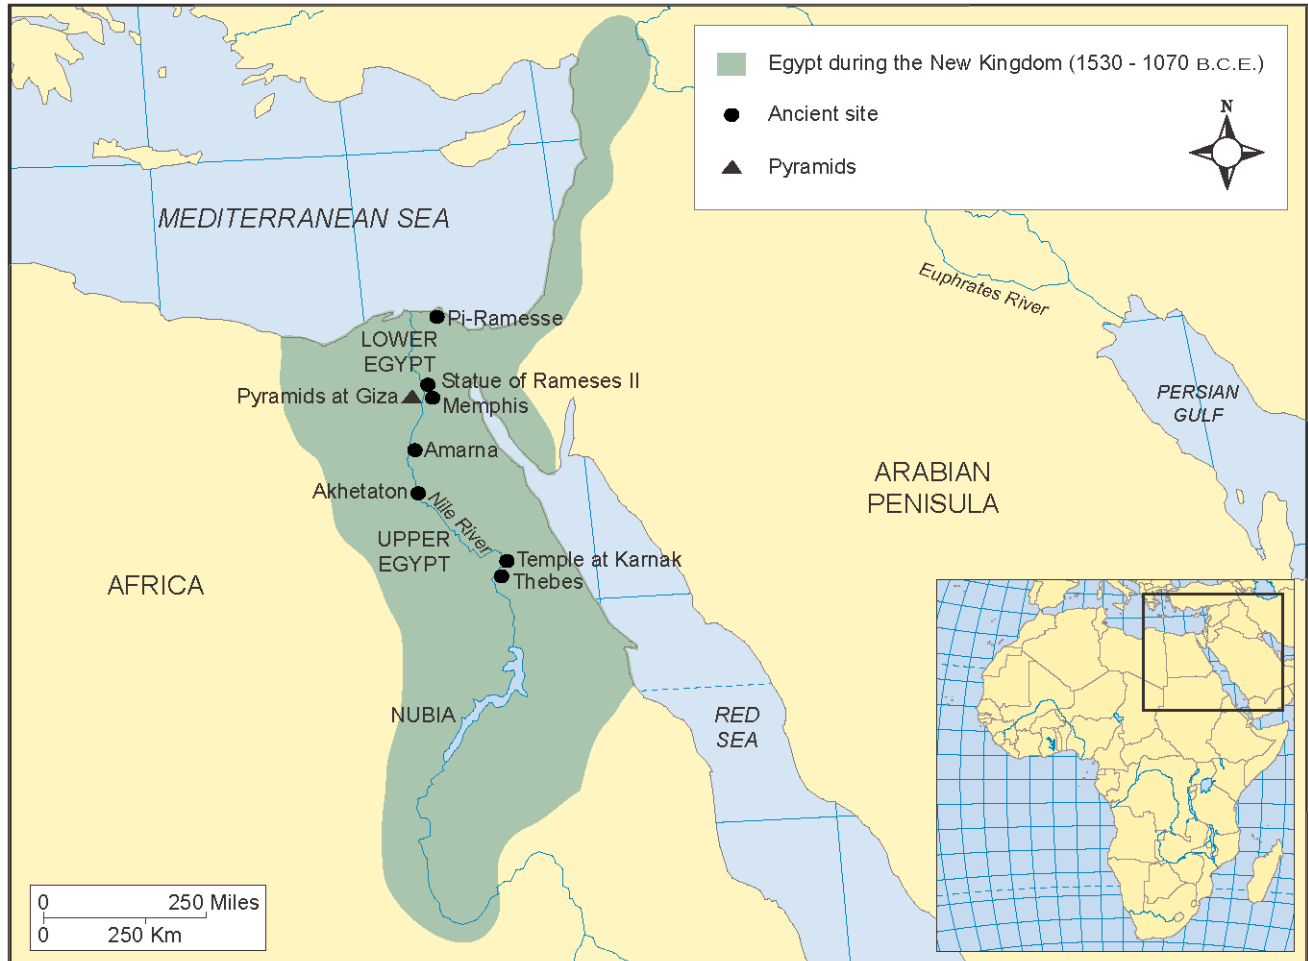 Egypt during the New Kingdom (1530 - 1070 B.C.E.)
Ancient site
Pyramids
N
MEDITERRANEAN SEA
Euphrates River
Pi-Ramesse
LOWER
EGYPT
Statue of Rameses II
Pyramids at Giza
Memphis
PERSIAN
GULF
Amarna
ARABIAN
PENISULA
Akhetaton
Nile River
UPPER
EGYPT
Temple at Karnak
Thebes
AFRICA
NUBIA
RED
SEA
0 250 Miles
0 250 Km